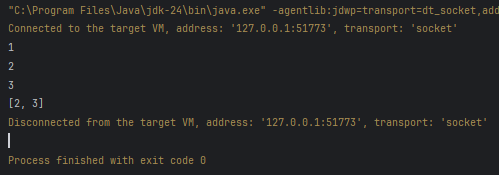 "C:\Program Files\Java\jdk-24\bin\java.exe" -agentlib:jdwp=transport=dt_socket,add
Connected to the target VM, address: '127.0.0.1:51773', transport: 'socket'
1
2
3
[2, 3]
Disconnected from the target VM, address: '127.0.0.1:51773', transport: 'socket'
Process finished with exit code 0